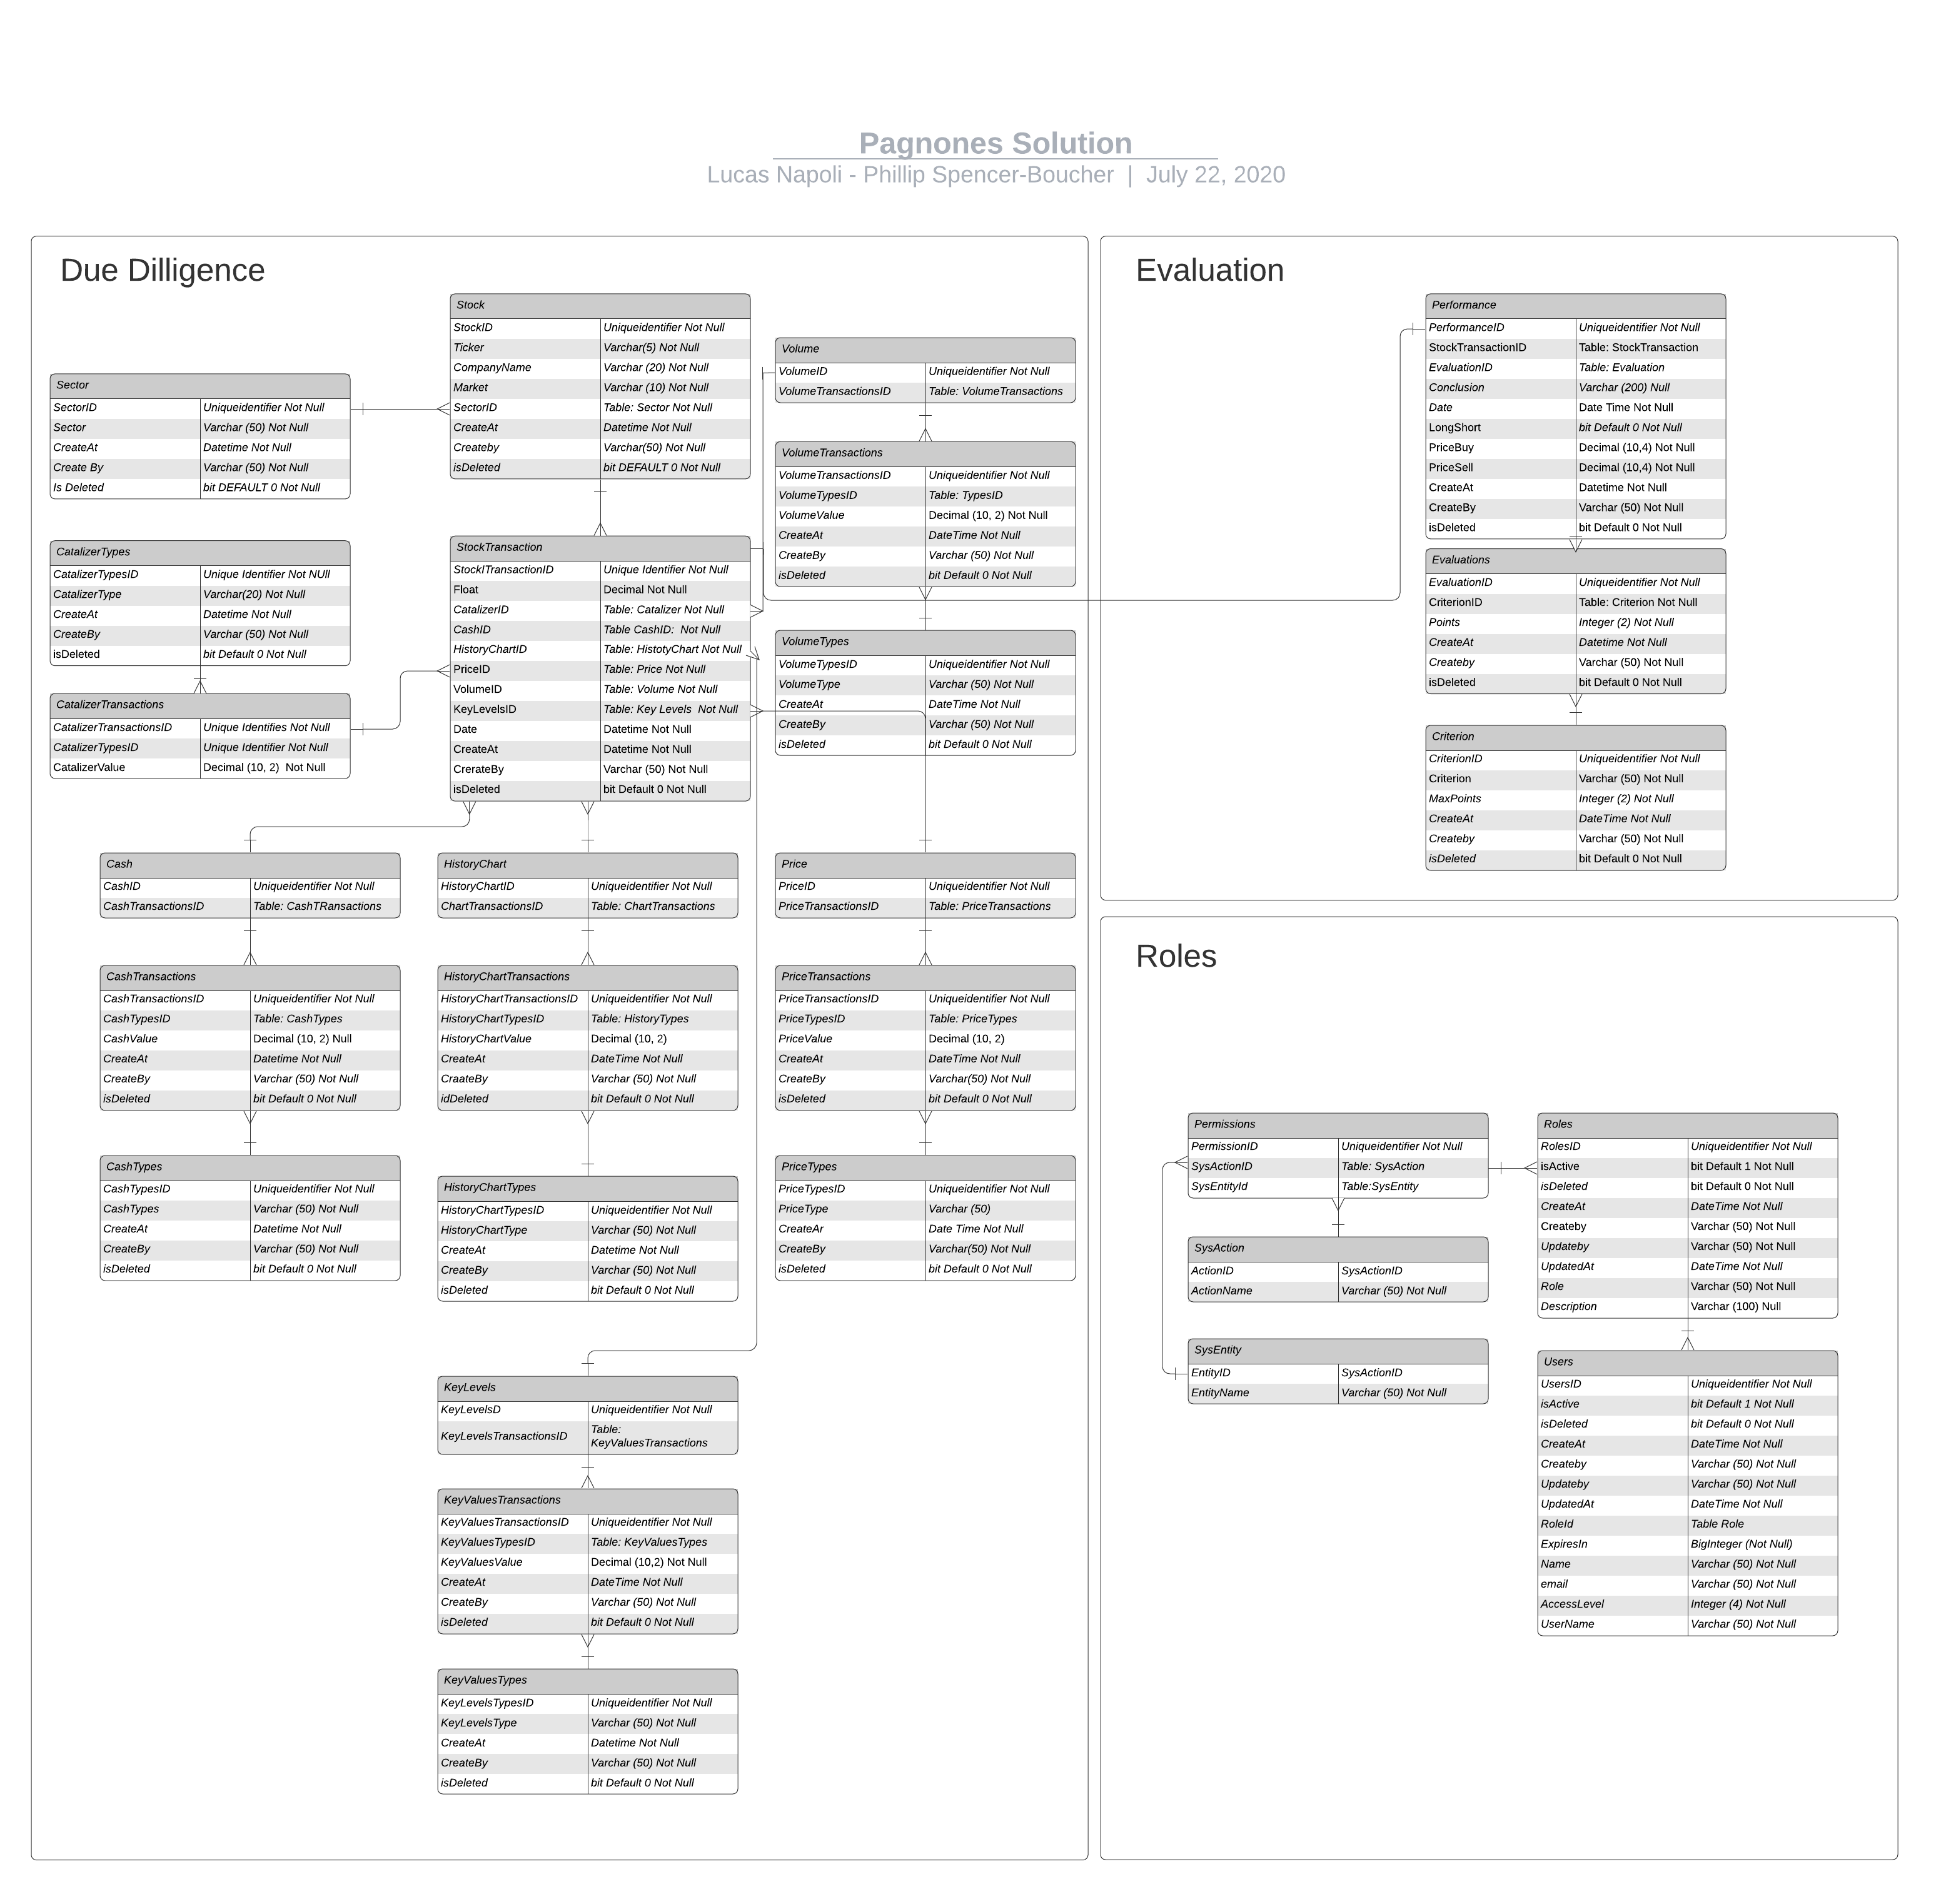 Pagnones Solution
Lucas Napoli - Phillip Spencer-Boucher | July 22, 2020
Due Dilligence
Stock
StockID Uniqueidentifier Not Null
Ticker Varchar(5) Not Null
CompanyName Varchar (20) Not Null
Market Varchar (10) Not Null
SectorID Table: Sector Not Null
CreateAt Datetime Not Null
Createby Varchar(50) Not Null
isDeleted bit DEFAULT 0 Not Null
Sector
SectorID Uniqueidentifier Not Null
Sector Varchar (50) Not Null
CreateAt Datetime Not Null
Create By Varchar (50) Not Null
Is Deleted bit DEFAULT 0 Not Null
Volume
VolumeID Uniqueidentifier Not Null
VolumeTransactionsID Table: VolumeTransactions
VolumeTransactions
VolumeTransactionsID Uniqueidentifier Not Null
VolumeTypesID Table: TypesID
VolumeValue Decimal (10, 2) Not Null
CreateAt DateTime Not Null
CreateBy Varchar (50) Not Null
isDeleted bit Default 0 Not Null
CatalizerTypes
CatalizerTypesID Unique Identifier Not NUll
CatalizerType Varchar(20) Not Null
CreateAt Datetime Not Null
CreateBy Varchar (50) Not Null
isDeleted bit Default 0 Not Null
CatalizerTransactions
CatalizerTransactionsID Unique Identifies Not Null
CatalizerTypesID Unique Identifier Not Null
CatalizerValue Decimal (10, 2) Not Null
StockTransaction
StockITransactionID Unique Identifier Not Null
Float Decimal Not Null
CatalizerID Table: Catalizer Not Null
CashID Table CashID: Not Null
HistoryChartID Table: HistotyChart Not Null
PriceID Table: Price Not Null
VolumeID Table: Volume Not Null
KeyLevelsID Table: Key Levels Not Null
Date Datetime Not Null
CreateAt Datetime Not Null
CrerateBy Varchar (50) Not Null
isDeleted bit Default 0 Not Null
VolumeTypes
VolumeTypesID Uniqueidentifier Not Null
VolumeType Varchar (50) Not Null
CreateAt DateTime Not Null
CreateBy Varchar (50) Not Null
isDeleted bit Default 0 Not Null
Cash
CashID Uniqueidentifier Not Null
CashTransactionsID Table: CashTRansactions
HistoryChart
HistoryChartID Uniqueidentifier Not Null
ChartTransactionsID Table: ChartTransactions
Price
PriceID Uniqueidentifier Not Null
PriceTransactionsID Table: PriceTransactions
CashTransactions
CashTransactionsID Uniqueidentifier Not Null
CashTypesID Table: CashTypes
CashValue Decimal (10, 2) Null
CreateAt Datetime Not Null
CreateBy Varchar (50) Not Null
isDeleted bit Default 0 Not Null
HistoryChartTransactions
HistoryChartTransactionsID Uniqueidentifier Not Null
HistoryChartTypesID Table: HistoryTypes
HistoryChartValue Decimal (10, 2)
CreateAt DateTime Not Null
CraateBy Varchar (50) Not Null
idDeleted bit Default 0 Not Null
PriceTransactions
PriceTransactionsID Uniqueidentifier Not Null
PriceTypesID Table: PriceTypes
PriceValue Decimal (10, 2)
CreateAt DateTime Not Null
CreateBy Varchar(50) Not Null
isDeleted bit Default 0 Not Null
CashTypes
CashTypesID Uniqueidentifier Not Null
CashTypes Varchar (50) Not Null
CreateAt Datetime Not Null
CreateBy Varchar (50) Not Null
isDeleted bit Default 0 Not Null
HistoryChartTypes
HistoryChartTypesID Uniqueidentifier Not Null
HistoryChartType Varchar (50) Not Null
CreateAt Datetime Not Null
CreateBy Varchar (50) Not Null
isDeleted bit Default 0 Not Null
PriceTypes
PriceTypesID Uniqueidentifier Not Null
PriceType Varchar (50)
CreateAr Date Time Not Null
CreateBy Varchar(50) Not Null
isDeleted bit Default 0 Not Null
KeyLevels
KeyLevelsD Uniqueidentifier Not Null
KeyLevelsTransactionsID Table:
KeyValuesTransactions
KeyValuesTransactions
KeyValuesTransactionsID Uniqueidentifier Not Null
KeyValuesTypesID Table: KeyValuesTypes
KeyValuesValue Decimal (10,2) Not Null
CreateAt DateTime Not Null
CreateBy Varchar (50) Not Null
isDeleted bit Default 0 Not Null
KeyValuesTypes
KeyLevelsTypesID Uniqueidentifier Not Null
KeyLevelsType Varchar (50) Not Null
CreateAt Datetime Not Null
CreateBy Varchar (50) Not Null
isDeleted bit Default 0 Not Null
Evaluation
Performance
PerformanceID Uniqueidentifier Not Null
StockTransactionID Table: StockTransaction
EvaluationID Table: Evaluation
Conclusion Varchar (200) Null
Date Date Time Not Null
LongShort bit Default 0 Not Null
PriceBuy Decimal (10,4) Not Null
PriceSell Decimal (10,4) Not Null
CreateAt Datetime Not Null
CreateBy Varchar (50) Not Null
isDeleted bit Default 0 Not Null
Evaluations
EvaluationID Uniqueidentifier Not Null
CriterionID Table: Criterion Not Null
Points Integer (2) Not Null
CreateAt Datetime Not Null
Createby Varchar (50) Not Null
isDeleted bit Default 0 Not Null
Criterion
CriterionID Uniqueidentifier Not Null
Criterion Varchar (50) Not Null
MaxPoints Integer (2) Not Null
CreateAt DateTime Not Null
Createby Varchar (50) Not Null
isDeleted bit Default 0 Not Null
Roles
Permissions
PermissionID Uniqueidentifier Not Null
SysActionID Table: SysAction
SysEntityId Table:SysEntity
SysAction
ActionID SysActionID
ActionName Varchar (50) Not Null
SysEntity
EntityID SysActionID
EntityName Varchar (50) Not Null
Roles
RolesID Uniqueidentifier Not Null
isActive bit Default 1 Not Null
isDeleted bit Default 0 Not Null
CreateAt DateTime Not Null
Createby Varchar (50) Not Null
Updateby Varchar (50) Not Null
UpdatedAt DateTime Not Null
Role Varchar (50) Not Null
Description Varchar (100) Null
Users
UsersID Uniqueidentifier Not Null
isActive bit Default 1 Not Null
isDeleted bit Default 0 Not Null
CreateAt DateTime Not Null
Createby Varchar (50) Not Null
Updateby Varchar (50) Not Null
UpdatedAt DateTime Not Null
RoleId Table Role
ExpiresIn BigInteger (Not Null)
Name Varchar (50) Not Null
email Varchar (50) Not Null
AccessLevel Integer (4) Not Null
UserName Varchar (50) Not Null